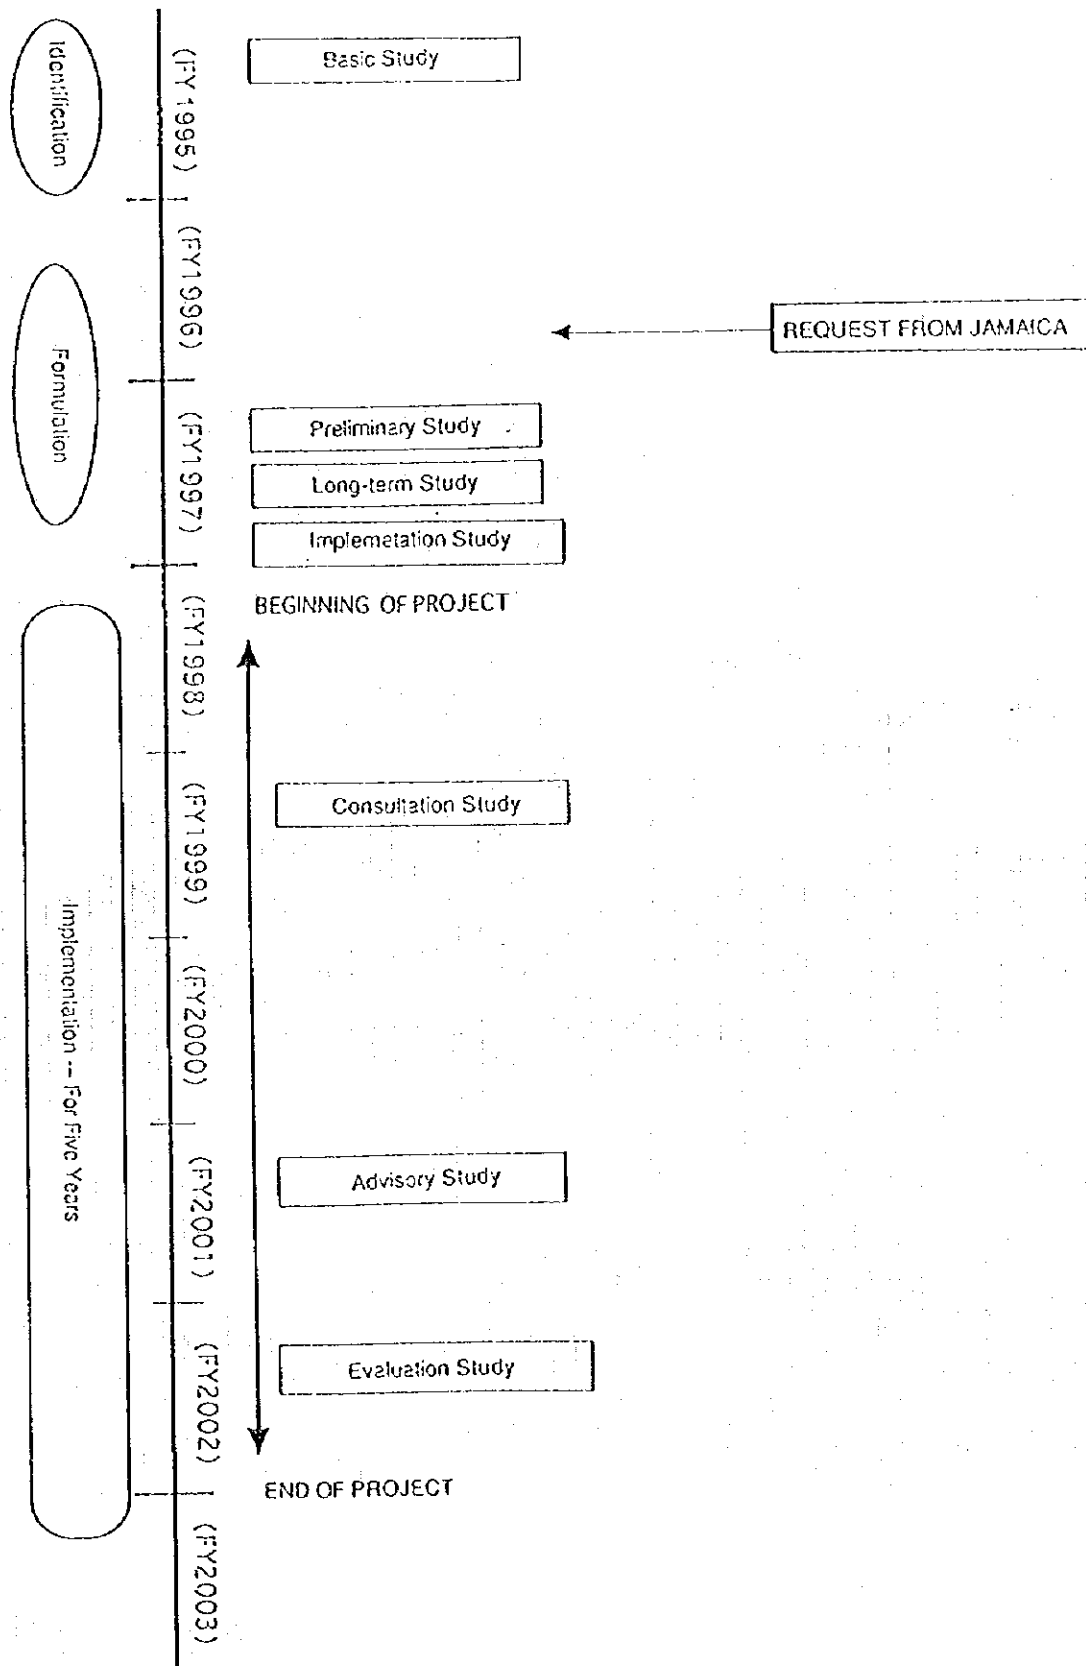 Identification
(FY1995)
Basic Study
(FY1996)
REQUEST FROM JAMAICA
Formulation
(FY1997)
Preliminary Study
Long-term Study
Implemetation Study
BEGINNING OF PROJECT
(FY1998)
Consultation Study
(FY1999)
Implementation -- For Five Years
(FY2000)
Advisory Study
(FY2001)
Evaluation Study
(FY2002)
END OF PROJECT
(FY2003)